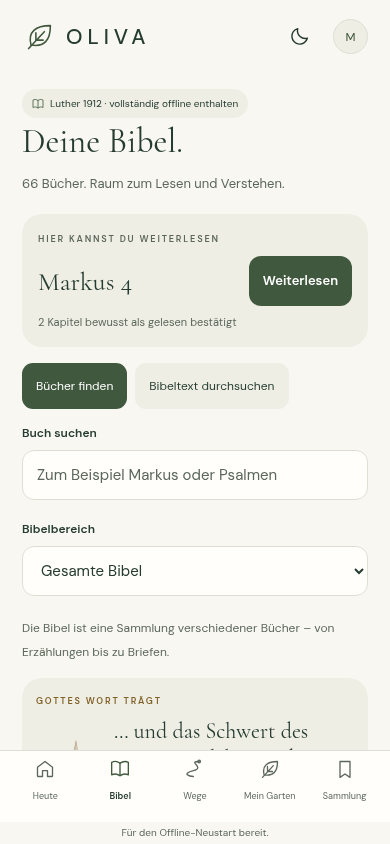 OLIVA
M
Luther 1912 · vollständig offline enthalten
Deine Bibel.
66 Bücher. Raum zum Lesen und Verstehen.
HIER KANNST DU WEITERLESEN
Markus 4
Weiterlesen
2 Kapitel bewusst als gelesen bestätigt
Bücher finden
Bibeltext durchsuchen
Buch suchen
Zum Beispiel Markus oder Psalmen
Bibelbereich
Gesamte Bibel
Die Bibel ist eine Sammlung verschiedener Bücher – von
Erzählungen bis zu Briefen.
GOTTES WORT TRÄGT
... und das Schwert des
Heute
Bibel
Wege
Mein Garten
Sammlung
Für den Offline-Neustart bereit.